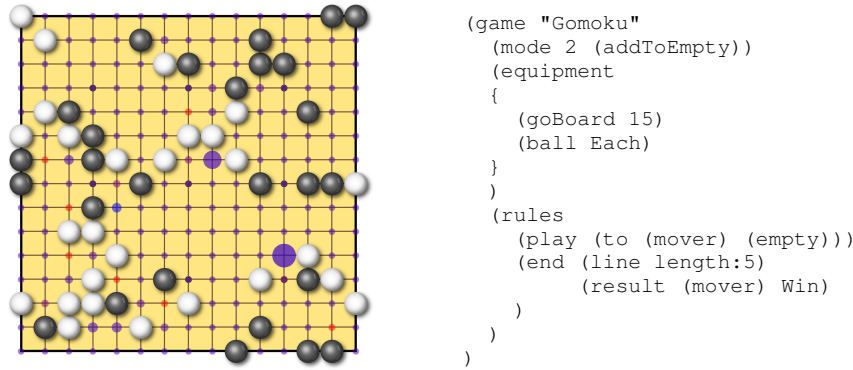 (game "Gomoku"
(mode 2 (addToEmpty))
(equipment
{
(goBoard 15)
(ball Each)
}
)
(rules
(play (to (mover) (empty)))
(end (line length:5)
(result (mover) Win)
)
)
)